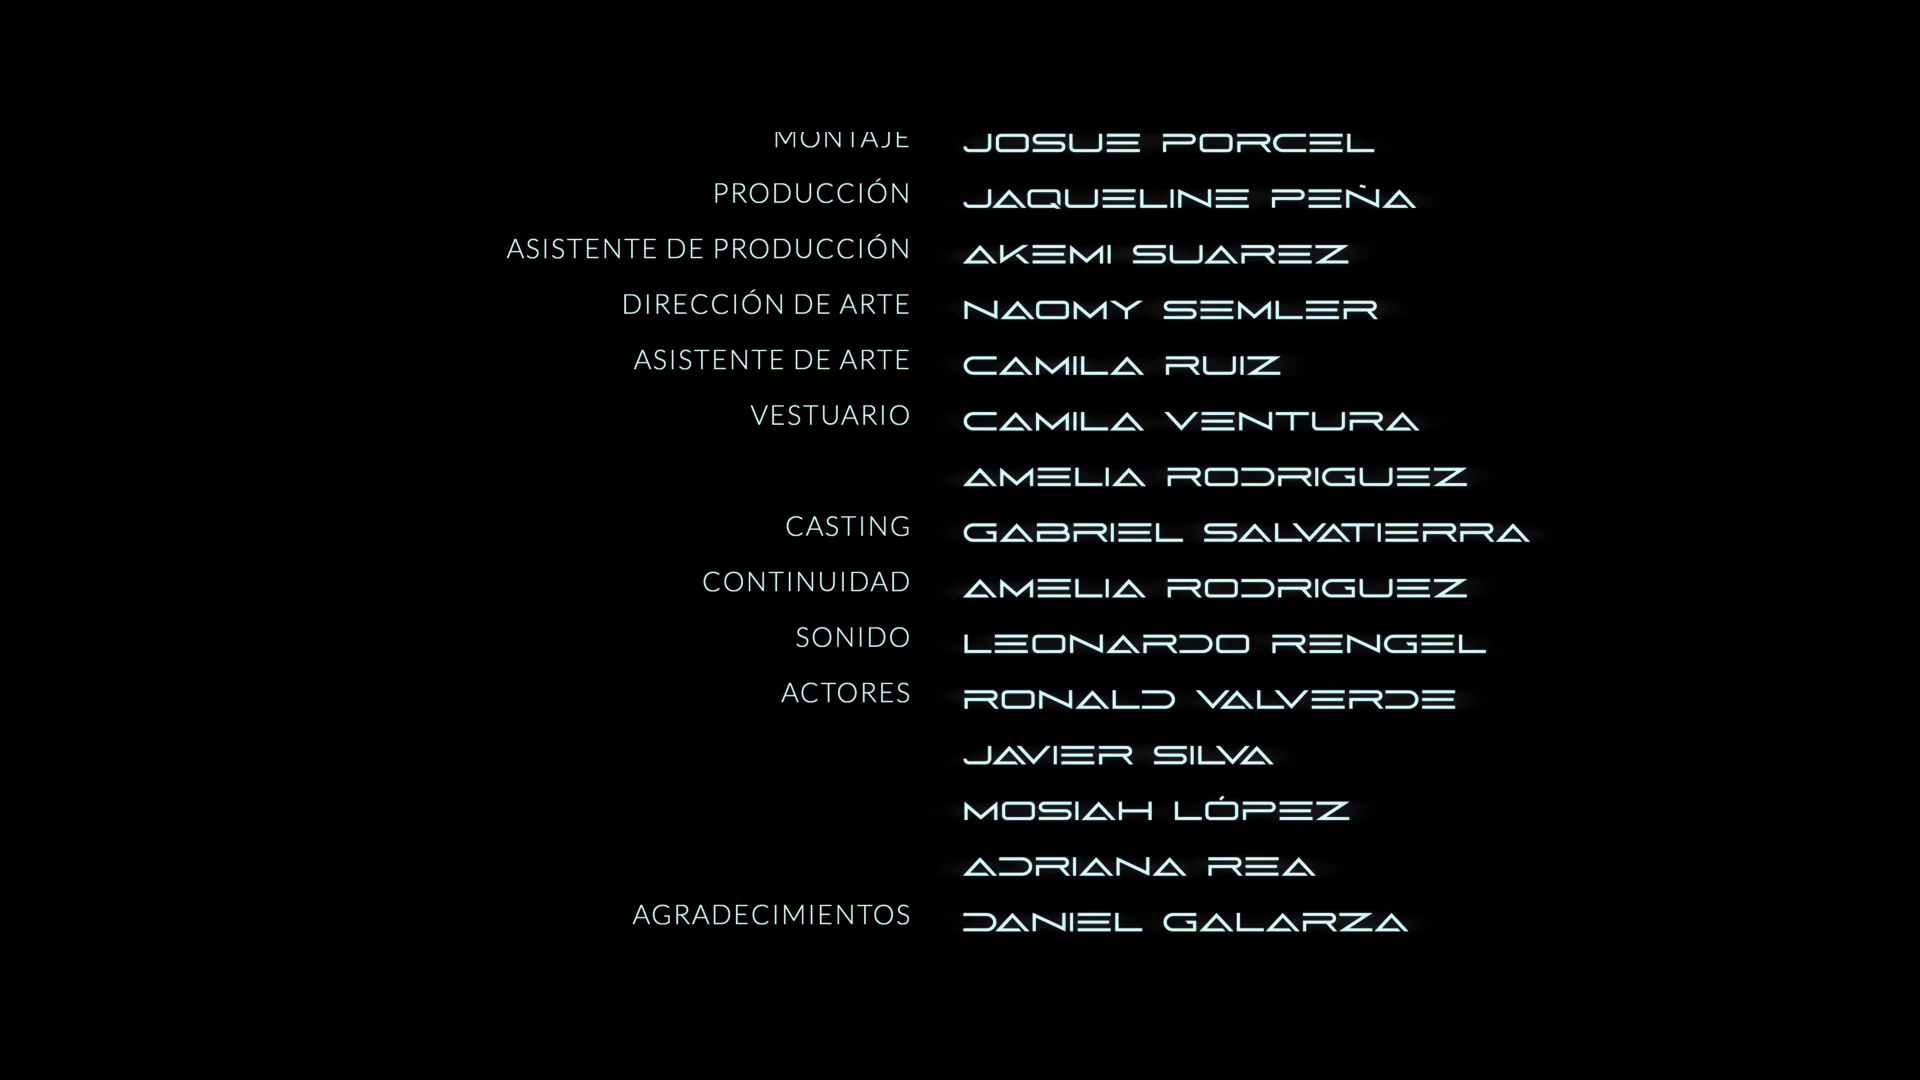 MONTAJE JOSUE PORCEL
PRODUCCIÓN JAQUELINE PEÑA
ASISTENTE DE PRODUCCIÓN AKEMI SUAREZ
DIRECCIÓN DE ARTE NAOMY SEMLER
ASISTENTE DE ARTE CAMILA RUIZ
VESTUARIO CAMILA VENTURA
AMELIA RODRIGUEZ
CASTING GABRIEL SALVATIERRA
CONTINUIDAD AMELIA RODRIGUEZ
SONIDO LEONARDO RENGEL
ACTORES RONALD VALVERDE
JAVIER SILVA
MOSIAH LÓPEZ
ADRIANA REA
AGRADECIMIENTOS DANIEL GALARZA